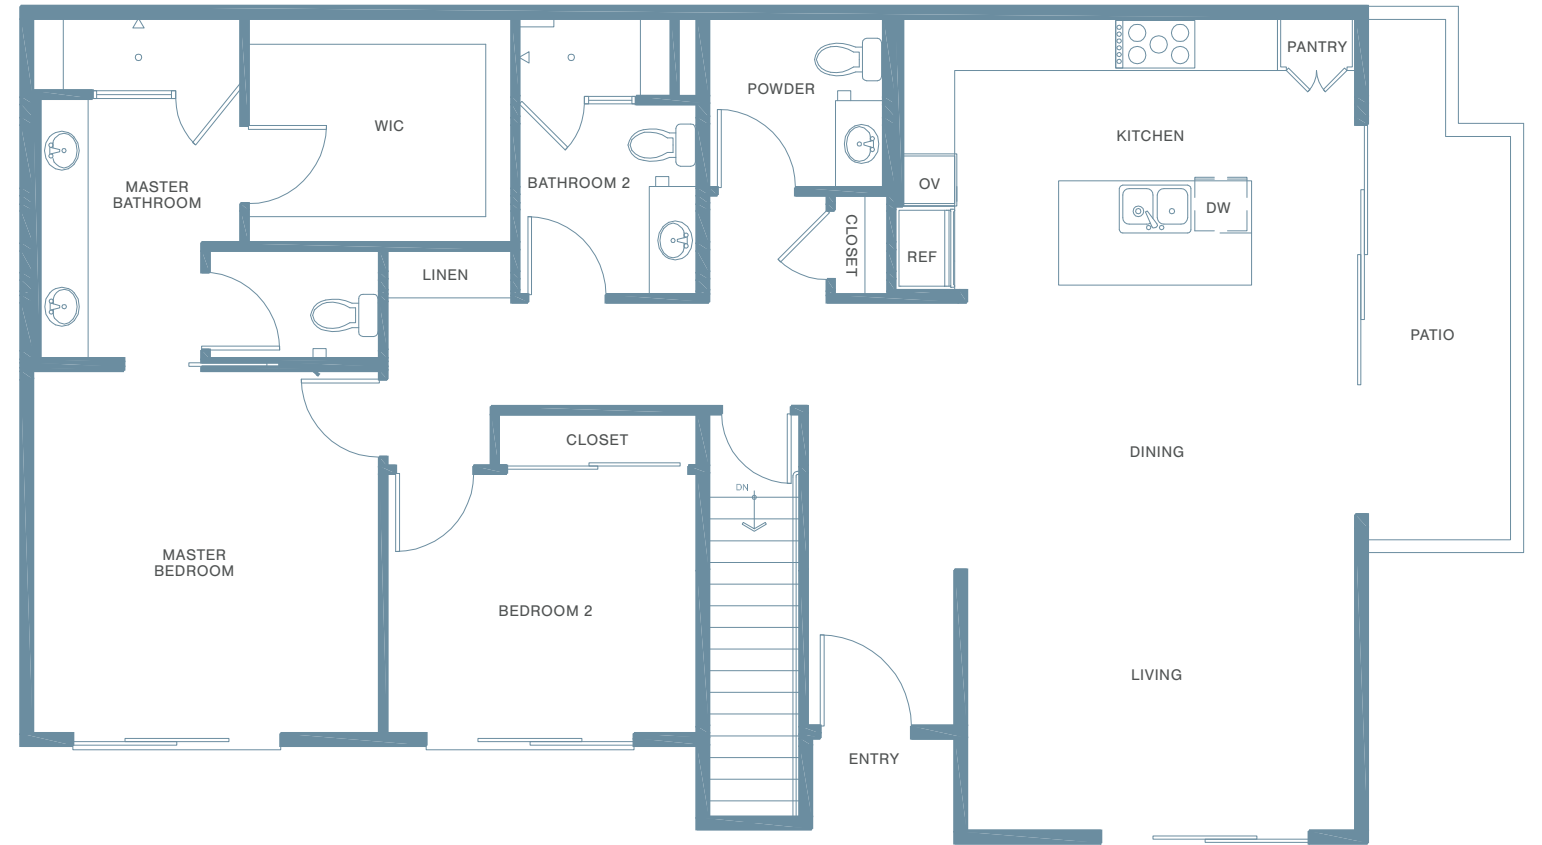 PANTRY
POWDER
WIC
KITCHEN
BATHROOM 2
OV
MASTER
BATHROOM
DW
CLOSET
REF
LINEN
PATIO
CLOSET
DINING
DN
MASTER
BEDROOM
BEDROOM 2
LIVING
ENTRY